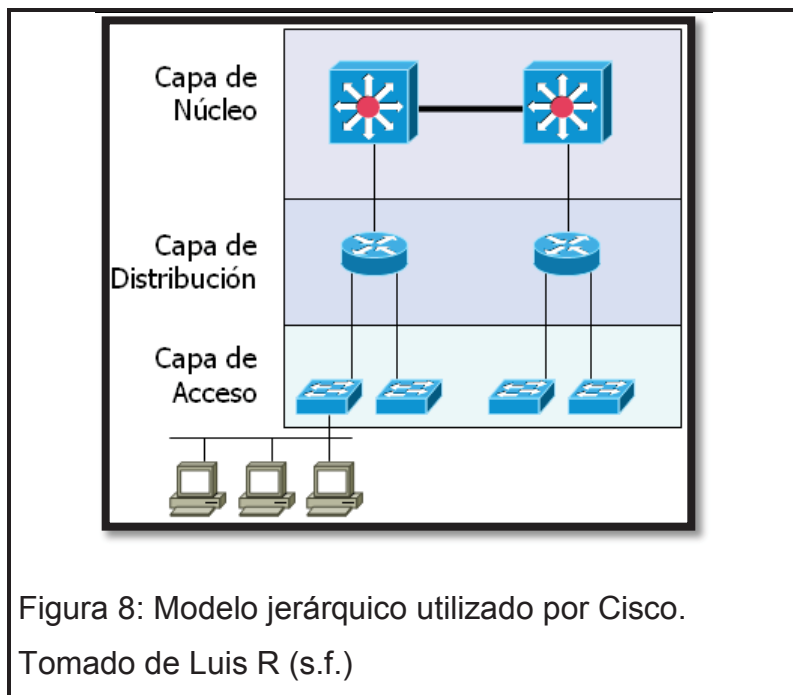 Capa de
Núcleo
Capa de
Distribución
Capa de
Acceso
Figura 8: Modelo jerárquico utilizado por Cisco.
Tomado de Luis R (s.f.)